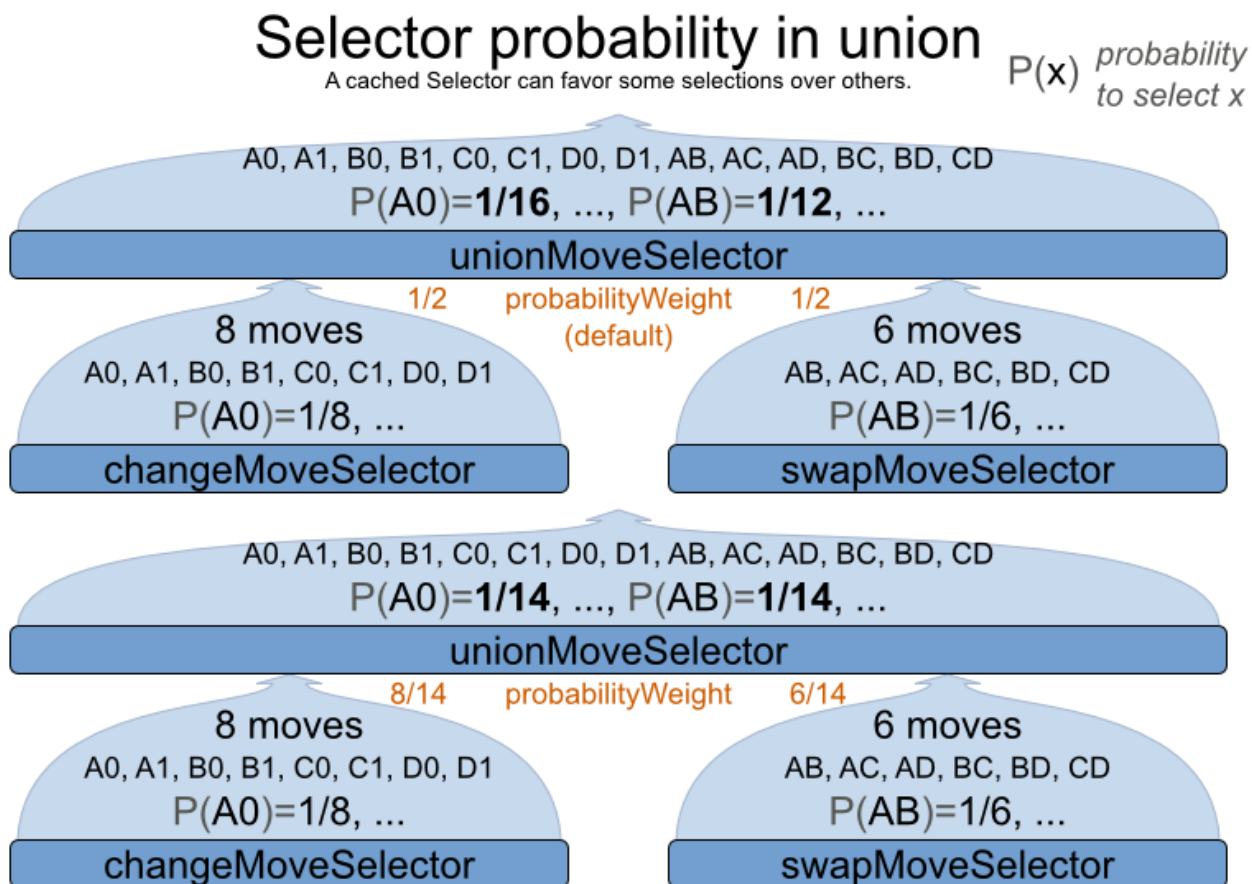 Selector probability in union
A cached Selector can favor some selections over others.
P(x) probability
to select x
A0, A1, B0, B1, C0, C1, D0, D1, AB, AC, AD, BC, BD, CD
P(A0)=1/16, ..., P(AB)=1/12, ...
unionMoveSelector
1/2 probabilityWeight 1/2
(default)
8 moves
A0, A1, B0, B1, C0, C1, D0, D1
P(A0)=1/8, ...
changeMoveSelector
6 moves
AB, AC, AD, BC, BD, CD
P(AB)=1/6, ...
swapMoveSelector
A0, A1, B0, B1, C0, C1, D0, D1, AB, AC, AD, BC, BD, CD
P(A0)=1/14, ..., P(AB)=1/14, ...
unionMoveSelector
8/14 probabilityWeight 6/14
8 moves
A0, A1, B0, B1, C0, C1, D0, D1
P(A0)=1/8, ...
changeMoveSelector
6 moves
AB, AC, AD, BC, BD, CD
P(AB)=1/6, ...
swapMoveSelector